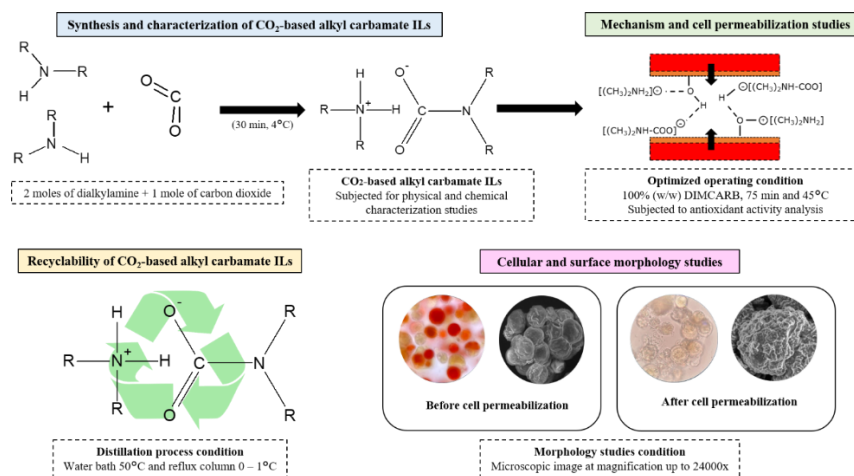 Synthesis and characterization of CO2-based alkyl carbamate ILs
R
N
H
R
+
O
C
O
R
N
H
R
(30 min, 4°C)
H
R
N+
H
R
O-
C
O
N
R
R
2 moles of dialkylamine + 1 mole of carbon dioxide
CO2-based alkyl carbamate ILs
Subjected for physical and chemical
characterization studies
Mechanism and cell permeabilization studies
[(CH3)2NH2]
O
H
H
[(CH3)2NH-COO]
[(CH3)2NH-COO]
O
[(CH3)2NH2]
Optimized operating condition
100% (w/w) DIMCARB, 75 min and 45°C
Subjected to antioxidant activity analysis
Recyclability of CO2-based alkyl carbamate ILs
H
R
N+
H
R
O-
C
O
N
R
R
Distillation process condition
Water bath 50°C and reflux column 0 – 1°C
Cellular and surface morphology studies
Before cell permeabilization
After cell permeabilization
Morphology studies condition
Microscopic image at magnification up to 24000x